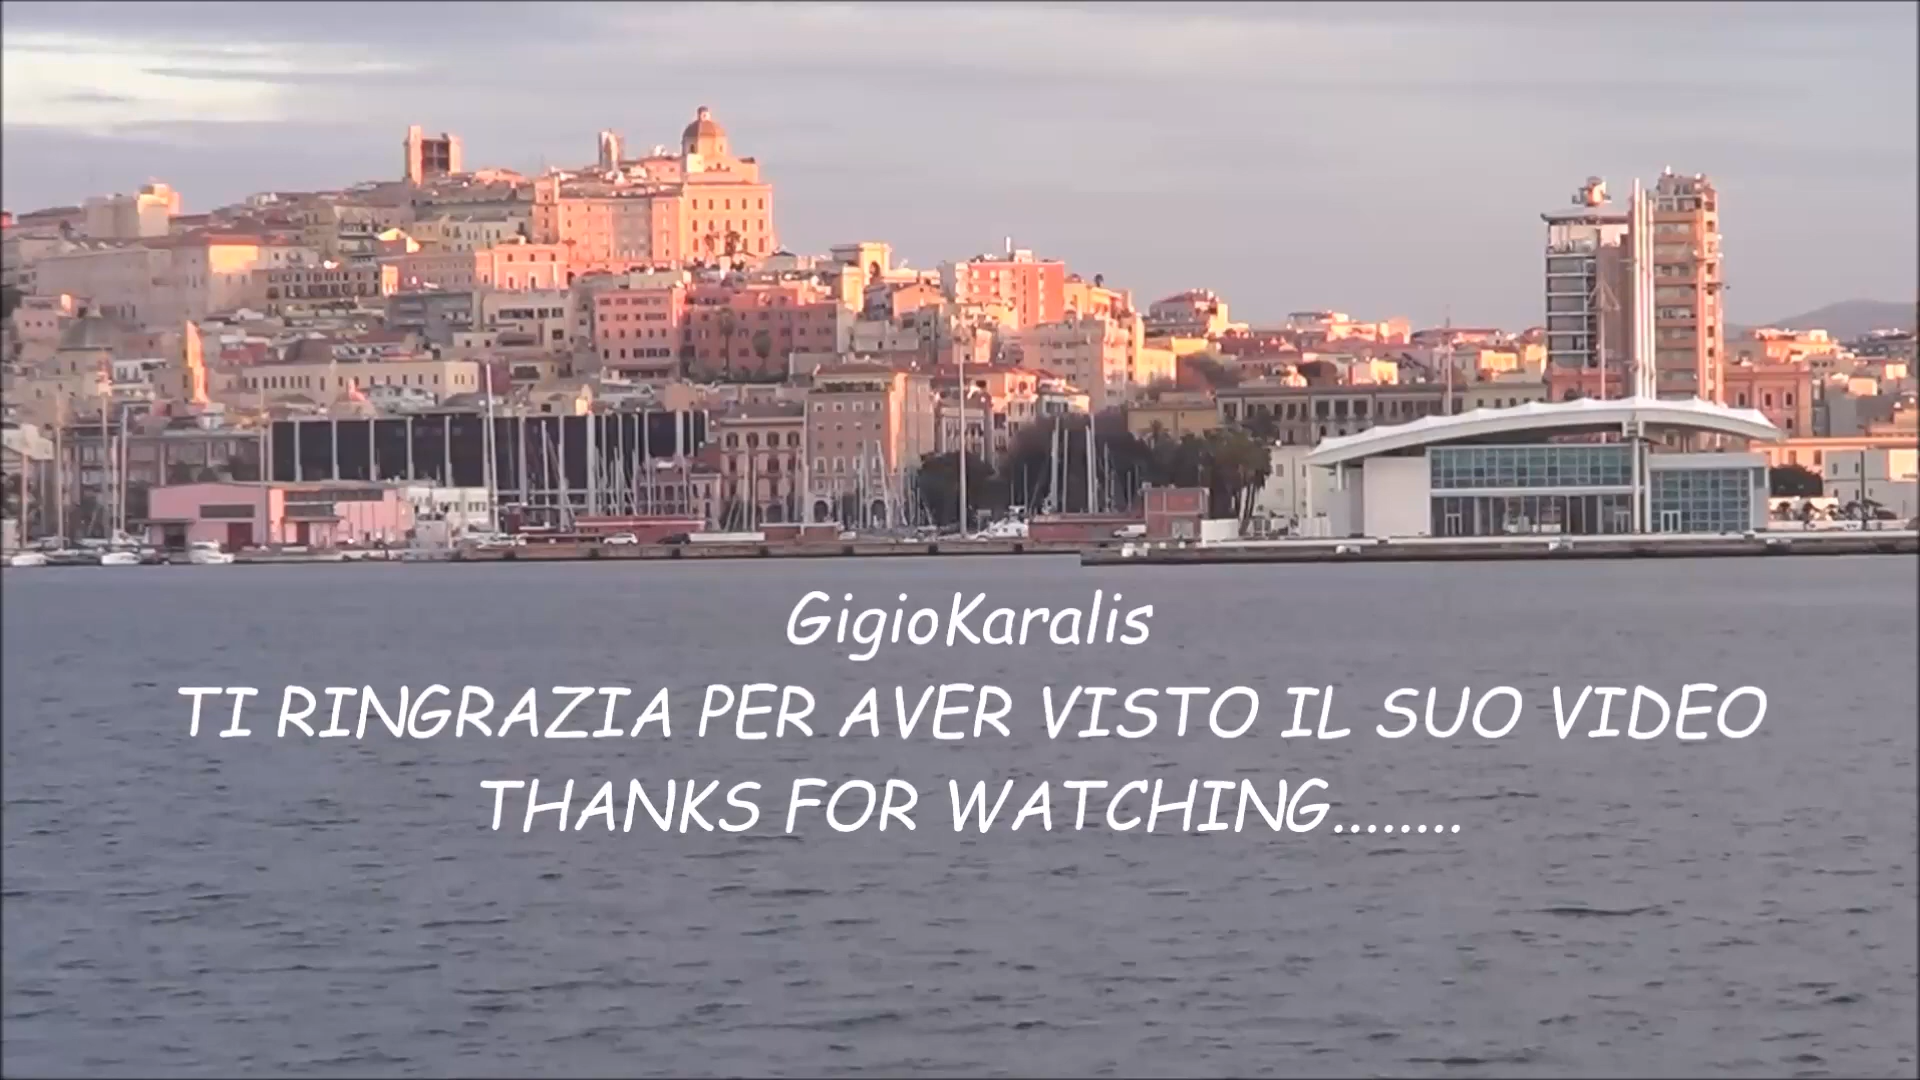 GigioKaralis
TI RINGRAZIA PER AVER VISTO IL SUO VIDEO
THANKS FOR WATCHING........